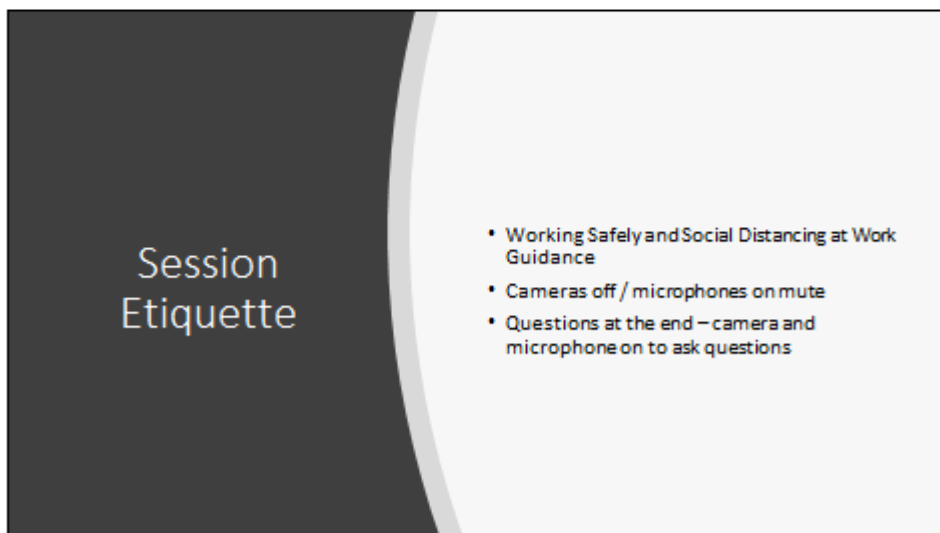 Session
Etiquette
• Working Safely and Social Distancing at Work
Guidance
• Cameras off / microphones on mute
• Questions at the end – camera and
microphone on to ask questions